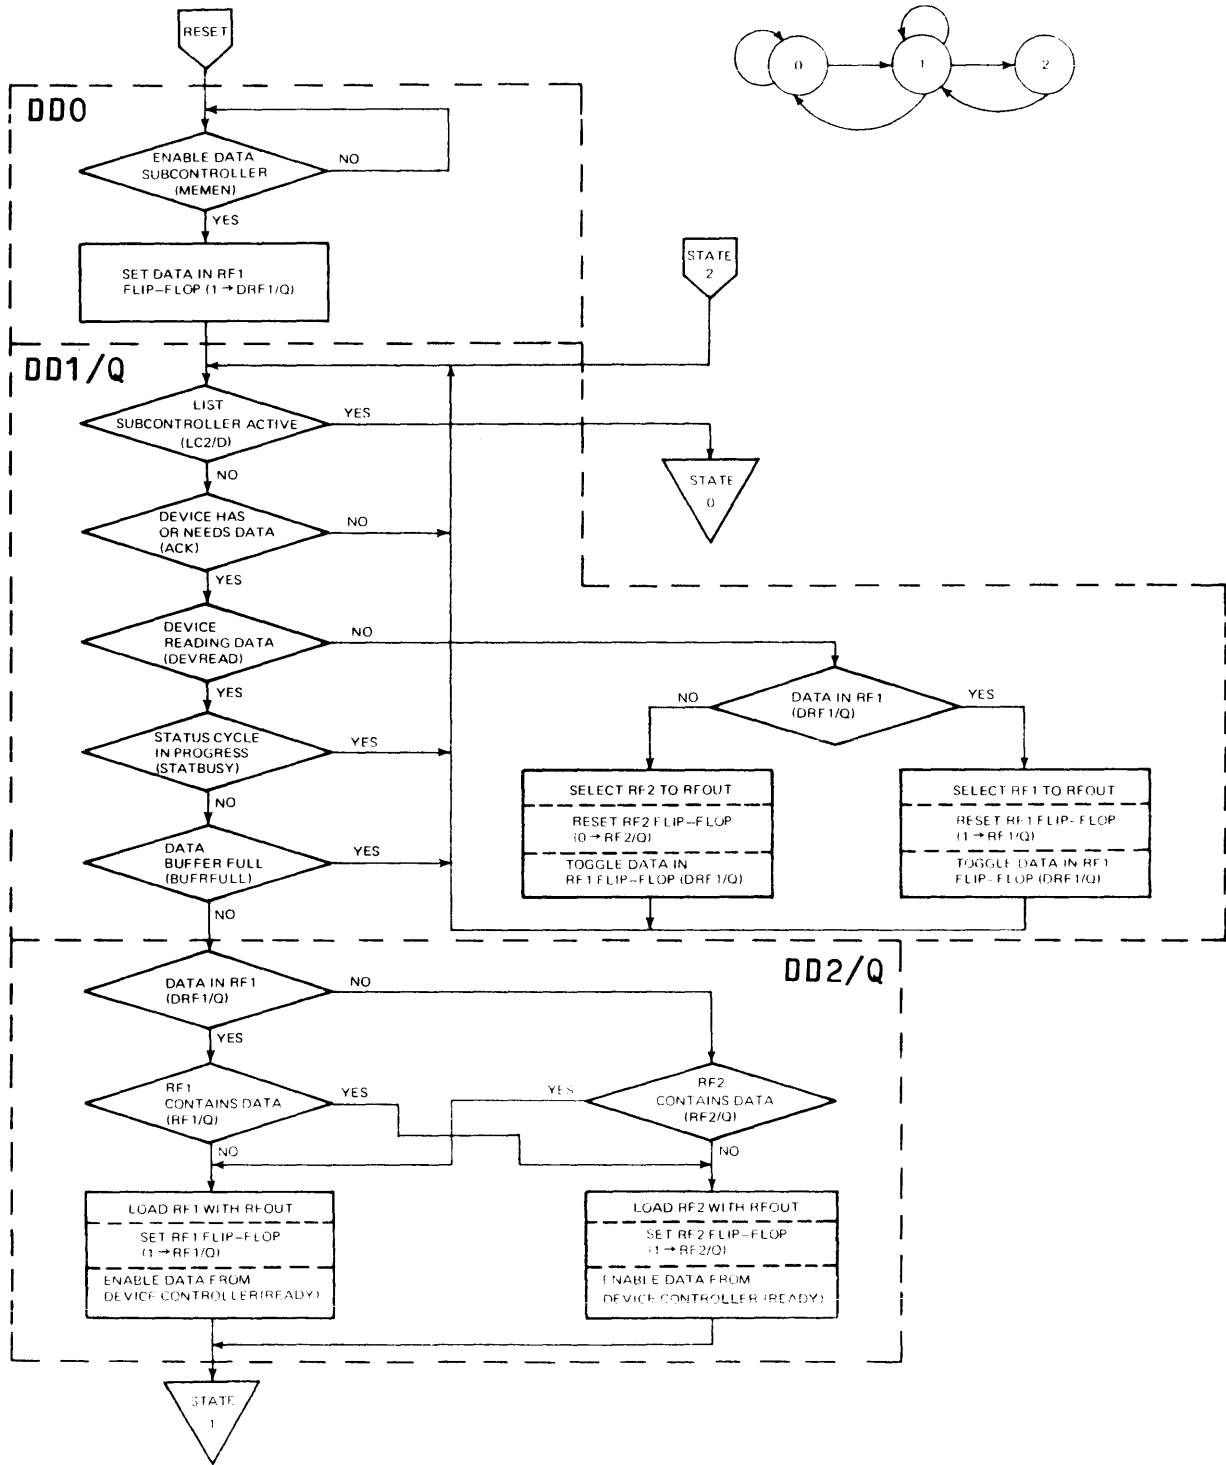 RESET
0
1
2
DD0
ENABLE DATA
SUBCONTROLLER
(MEMEN)
NO
YES
SET DATA IN RF1
FLIP-FLOP (1→DRF1/Q)
STATE
2
DD1/Q
LIST
SUBCONTROLLER ACTIVE
(LC2/D)
YES
NO
STATE
0
DEVICE HAS
OR NEEDS DATA
(ACK)
NO
YES
DEVICE
READING DATA
(DEVREAD)
NO
YES
DATA IN RF1
(DRF1/Q)
NO
YES
STATUS CYCLE
IN PROGRESS
(STATBUSY)
YES
NO
SELECT RF2 TO RFOUT
RESET RF2 FLIP-FLOP
(0→RF2/Q)
TOGGLE DATA IN
RF1 FLIP-FLOP (DRF1/Q)
SELECT RF1 TO RFOUT
RESET RF1 FLIP-FLOP
(1→RF1/Q)
TOGGLE DATA IN RF1
FLIP-FLOP (DRF1/Q)
DATA
BUFFER FULL
(BUFRFULL)
YES
NO
DD2/Q
DATA IN RF1
(DRF1/Q)
NO
YES
RF1
CONTAINS DATA
(RF1/Q)
YES
NO
RF2
CONTAINS DATA
(RF2/Q)
YES
NO
LOAD RF1 WITH RFOUT
SET RF1 FLIP-FLOP
(1→RF1/Q)
ENABLE DATA FROM
DEVICE CONTROLLER(READY)
LOAD RF2 WITH RFOUT
SET RF2 FLIP-FLOP
(1→RF2/Q)
ENABLE DATA FROM
DEVICE CONTROLLER (READY)
STATE
1